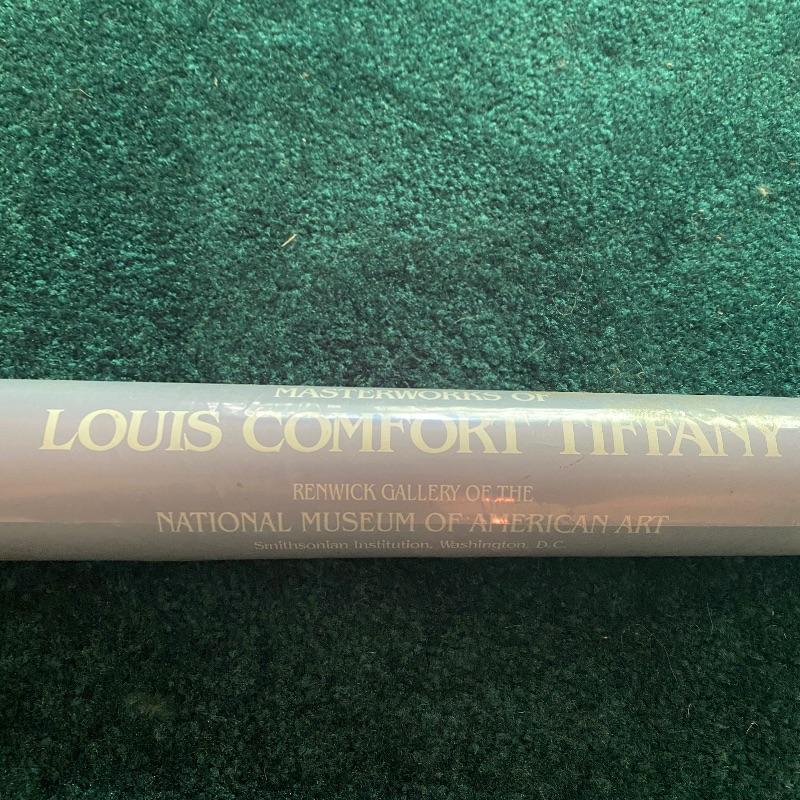 MASTERWORKS OF
LOUIS COMFORT TIFFANY
RENWICK GALLERY OF THE
NATIONAL MUSEUM OF AMERICAN ART
Smithsonian Institution, Washington, D.C.